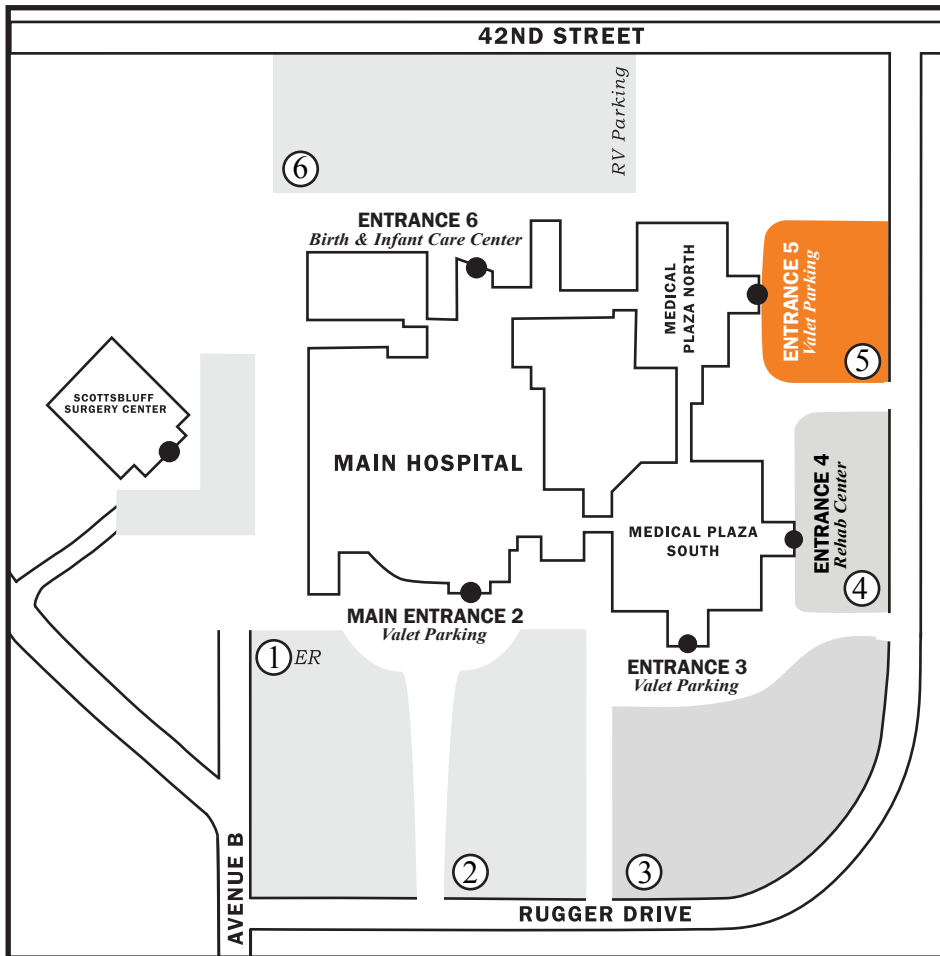 42ND STREET
RV Parking
6
ENTRANCE 6
Birth & Infant Care Center
MEDICAL
PLAZA NORTH
ENTRANCE 5
Valet Parking
5
SCOTTSBLUFF
SURGERY CENTER
MAIN HOSPITAL
MEDICAL PLAZA
SOUTH
ENTRANCE 4
Rehab Center
4
MAIN ENTRANCE 2
Valet Parking
1 ER
ENTRANCE 3
Valet Parking
2
3
AVENUE B
RUGGER DRIVE